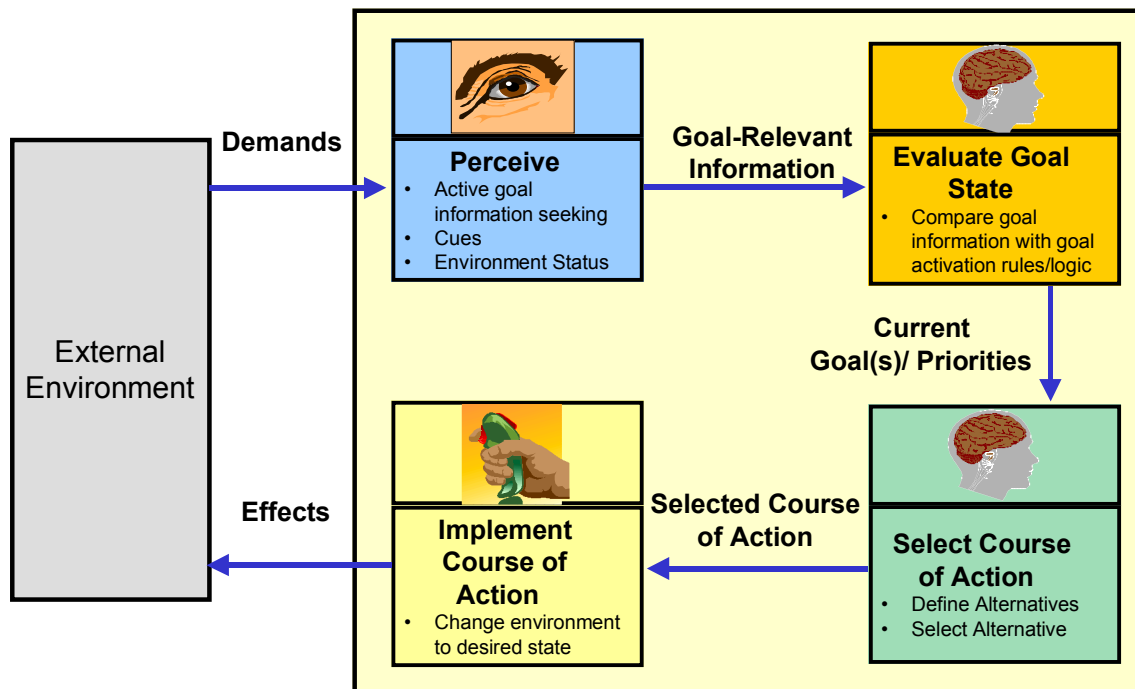 External
Environment
Demands
Perceive
• Active goal
information seeking
• Cues
• Environment Status
Goal-Relevant
Information
Evaluate Goal
State
• Compare goal
information with goal
activation rules/logic
Current
Goal(s)/ Priorities
Select Course
of Action
• Define Alternatives
• Select Alternative
Selected Course
of Action
Implement
Course of
Action
• Change environment
to desired state
Effects